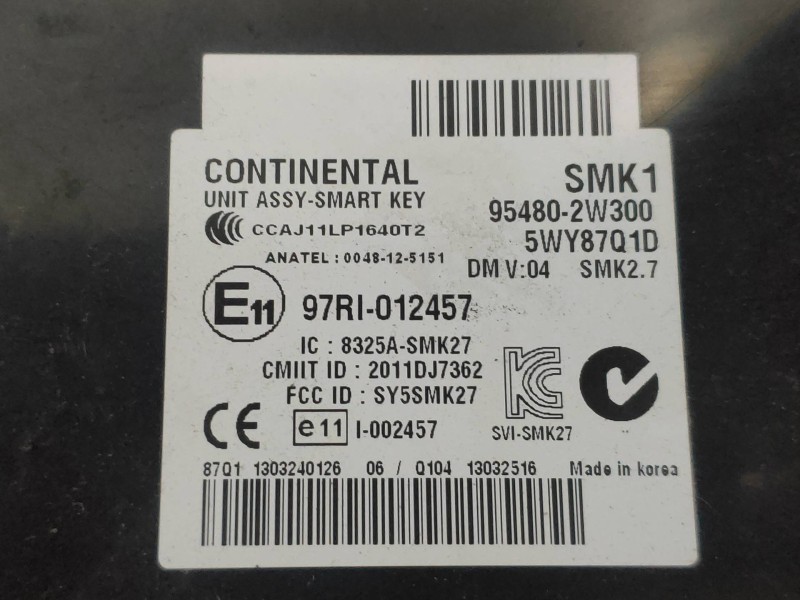 CONTINENTAL SMK1
UNIT ASSY-SMART KEY 95480-2W300
CCAJ11LP1640T2 5WY87Q1D
ANATEL : 0048-12-5151 DM V:04 SMK2.7
E11 97RI-012457
IC : 8325A-SMK27
CMIIT ID : 2011DJ7362
FCC ID : SY5SMK27
CE e11 I-002457 SVI-SMK27
87Q1 1303240126 06 / Q104 13032516 Made in korea